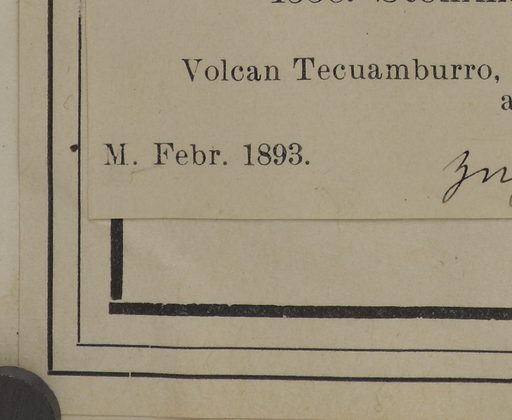 Volcan Tecuamburro,
M. Febr. 1893.